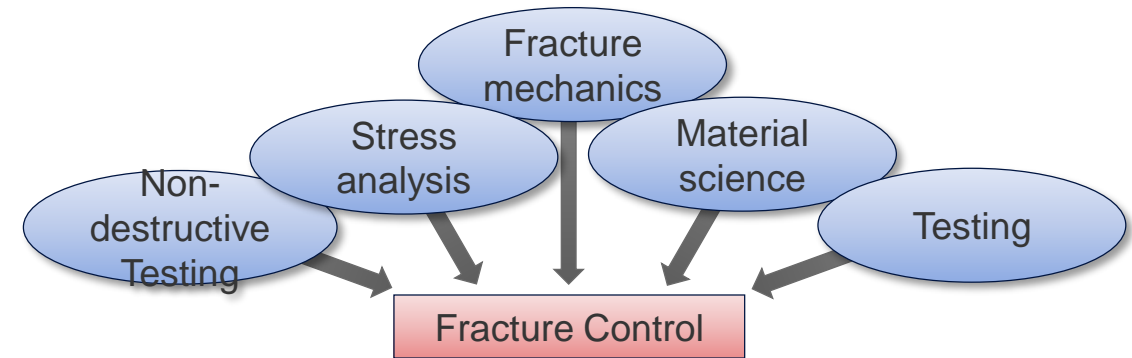 Fracture
mechanics
Stress
analysis
Material
science
Non-
destructive
Testing
Testing
Fracture Control